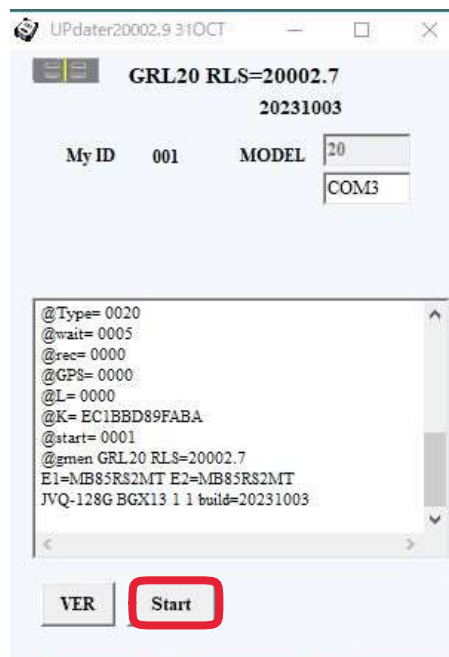 UPdater20002.9 31OCT
GRL20 RLS=20002.7
20231003
My ID 001 MODEL 20
COM3
@Type= 0020
@wait= 0005
@rec= 0000
@GPS= 0000
@L= 0000
@K= EC1BBD89FABA
@start= 0001
@gmen GRL20 RLS=20002.7
E1=MB85RS2MT E2=MB85RS2MT
JVQ-128G BGX13 1 1 build=20231003
VER Start